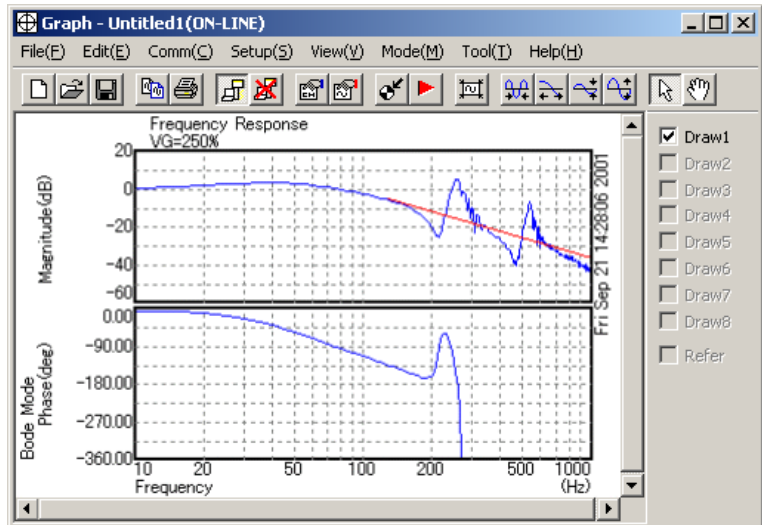 Graph - Untitled1(ON-LINE)
File(F) Edit(E) Comm(C) Setup(S) View(V) Mode(M) Tool(T) Help(H)
Frequency Response
VG=250%
20
0
-20
-40
-60
Magnitude(dB)
Fri Sep 21 14:28:06 2001
0.00
-90.00
-180.00
-270.00
-360.00
Bode Mode
Phase(deg)
10 20 50 100 200 500 1000
Frequency (Hz)
Draw1
Draw2
Draw3
Draw4
Draw5
Draw6
Draw7
Draw8
Refer